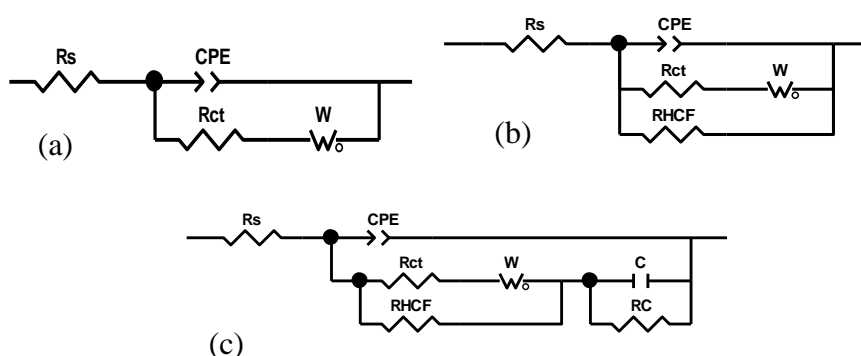 Rs CPE
Rct W
(a)
Rs CPE
Rct W
RHCF
(b)
Rs CPE
Rct W C
RHCF RC
(c)